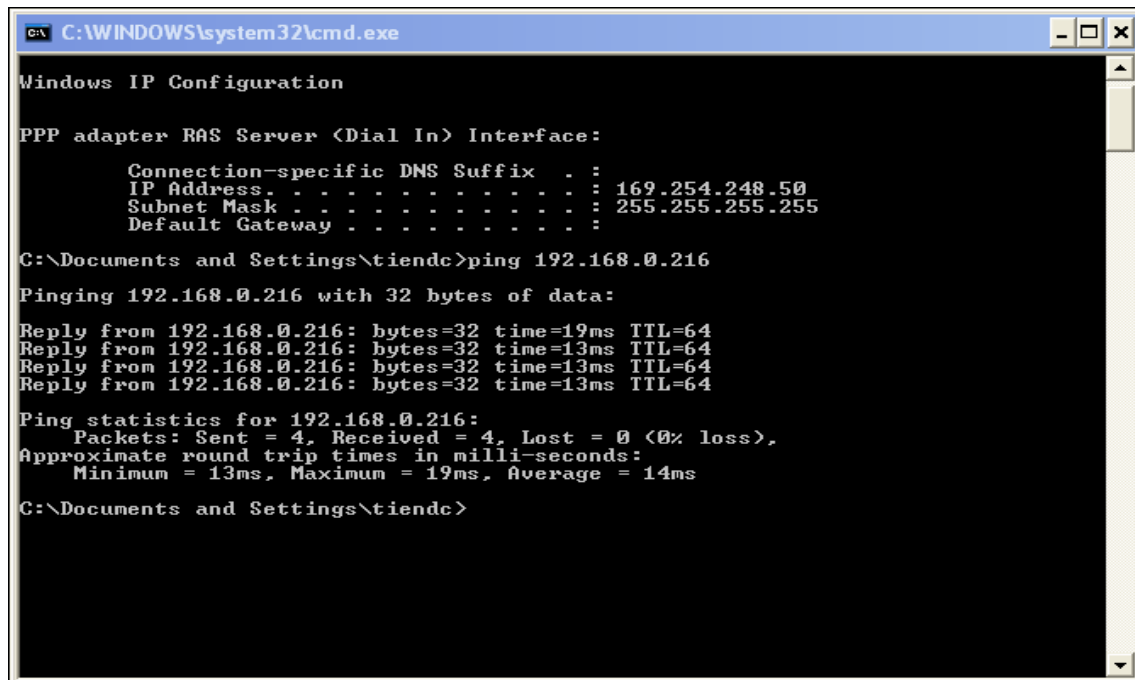 C:\WINDOWS\system32\cmd.exe
Windows IP Configuration
PPP adapter RAS Server (Dial In) Interface:
Connection-specific DNS Suffix  . :
IP Address. . . . . . . . . . . . : 169.254.248.50
Subnet Mask . . . . . . . . . . . : 255.255.255.255
Default Gateway . . . . . . . . . :
C:\Documents and Settings\tiendc>ping 192.168.0.216
Pinging 192.168.0.216 with 32 bytes of data:
Reply from 192.168.0.216: bytes=32 time=19ms TTL=64
Reply from 192.168.0.216: bytes=32 time=13ms TTL=64
Reply from 192.168.0.216: bytes=32 time=13ms TTL=64
Reply from 192.168.0.216: bytes=32 time=13ms TTL=64
Ping statistics for 192.168.0.216:
Packets: Sent = 4, Received = 4, Lost = 0 (0% loss),
Approximate round trip times in milli-seconds:
Minimum = 13ms, Maximum = 19ms, Average = 14ms
C:\Documents and Settings\tiendc>